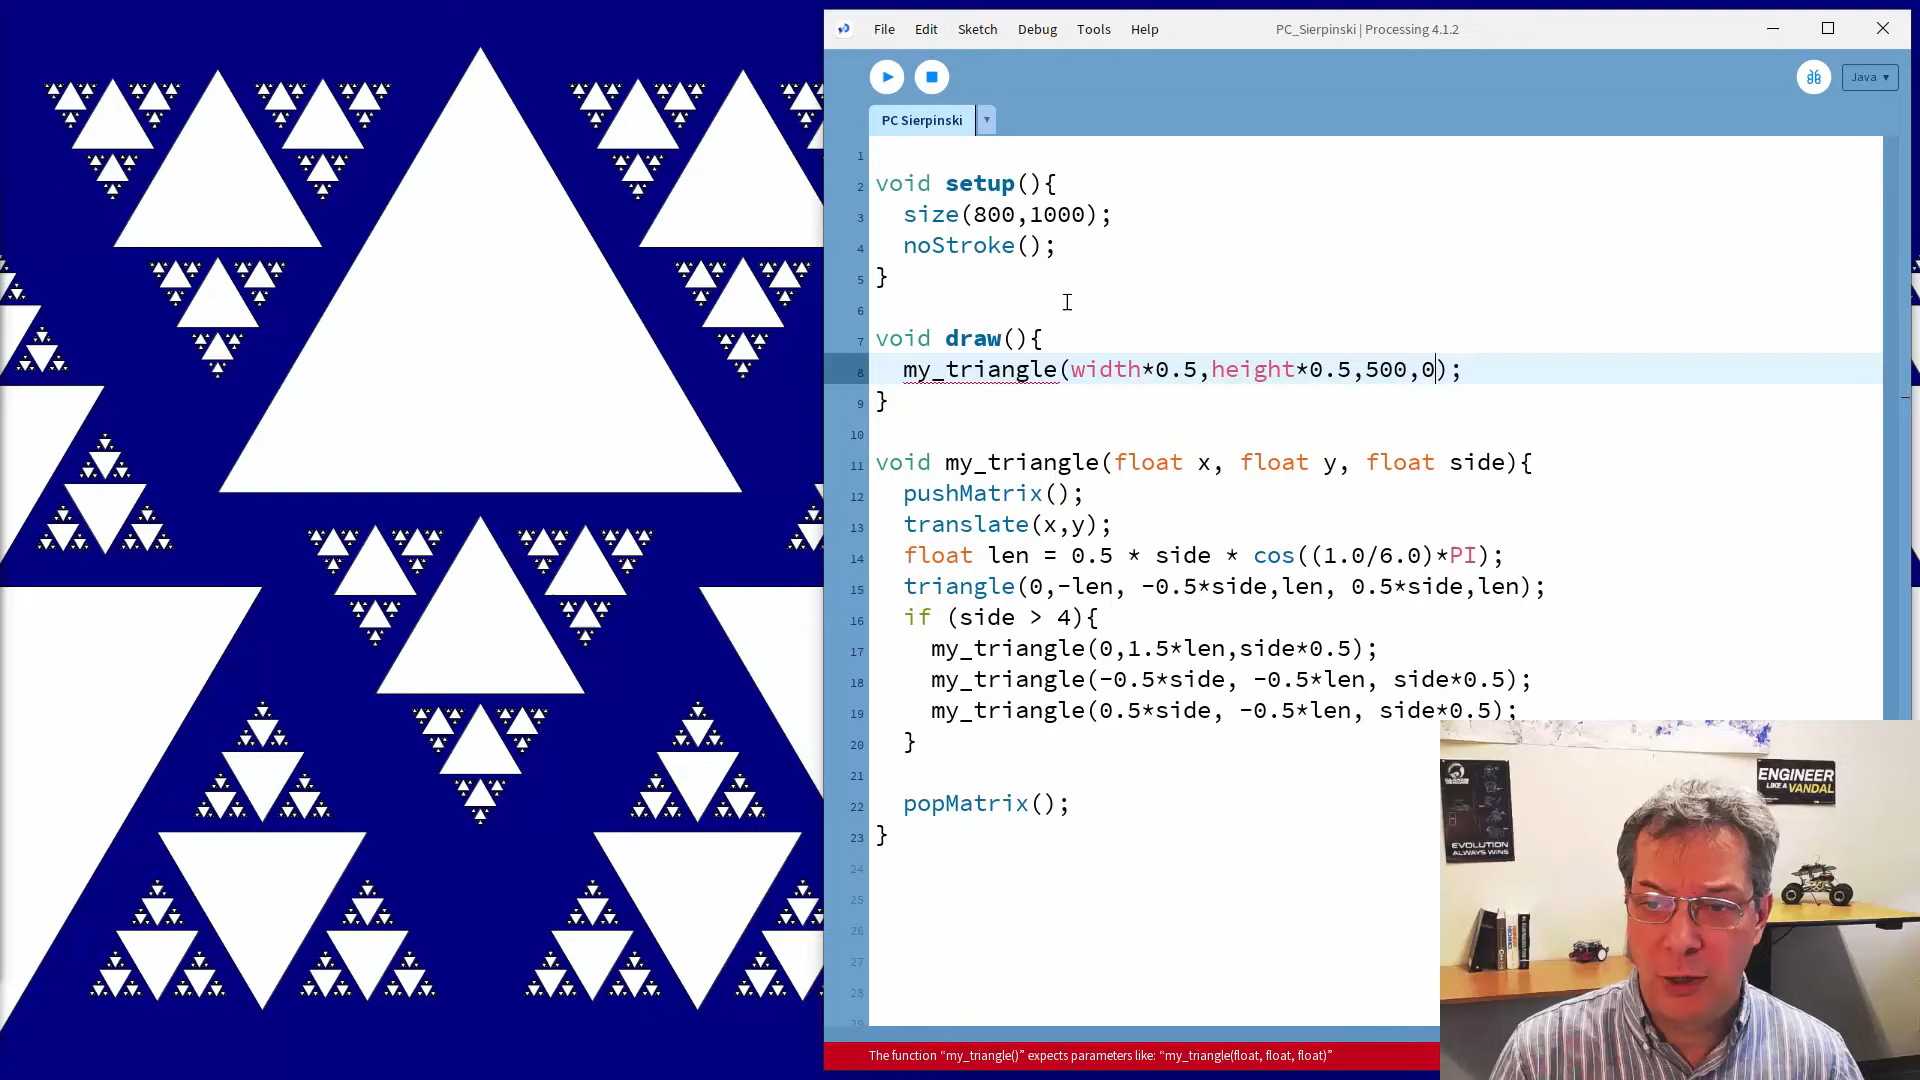 File Edit Sketch Debug Tools Help
PC_Sierpinski | Processing 4.1.2
Java ▾
PC Sierpinski ▾
1
2 void setup(){
3 size(800,1000);
4 noStroke();
5 }
6
7 void draw(){
8 my_triangle(width*0.5,height*0.5,500,0);
9 }
10
11 void my_triangle(float x, float y, float side){
12 pushMatrix();
13 translate(x,y);
14 float len = 0.5 * side * cos((1.0/6.0)*PI);
15 triangle(0,-len, -0.5*side,len, 0.5*side,len);
16 if (side > 4){
17 my_triangle(0,1.5*len,side*0.5);
18 my_triangle(-0.5*side, -0.5*len, side*0.5);
19 my_triangle(0.5*side, -0.5*len, side*0.5);
20 }
21
22 popMatrix();
23 }
24
25
26
27
28
29
The function “my_triangle()” expects parameters like: “my_triangle(float, float, float)”
ENGINEER
LIKE A VANDAL
EVOLUTION
ALWAYS WINS